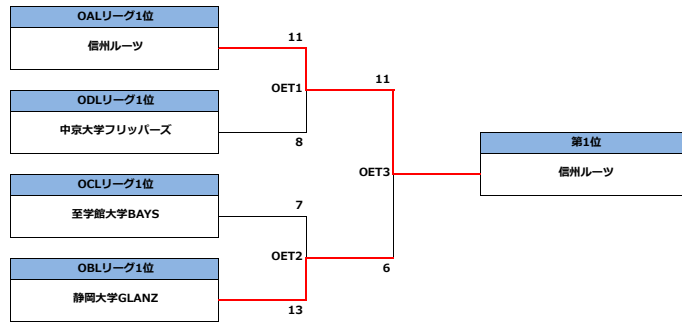 OALリーグ1位
信州ルーツ
11
OET1
11
ODLリーグ1位
中京大学フリッパーズ
8
第1位
信州ルーツ
OET3
OCLリーグ1位
至学館大学BAYS
7
OET2
6
OBLリーグ1位
静岡大学GLANZ
13